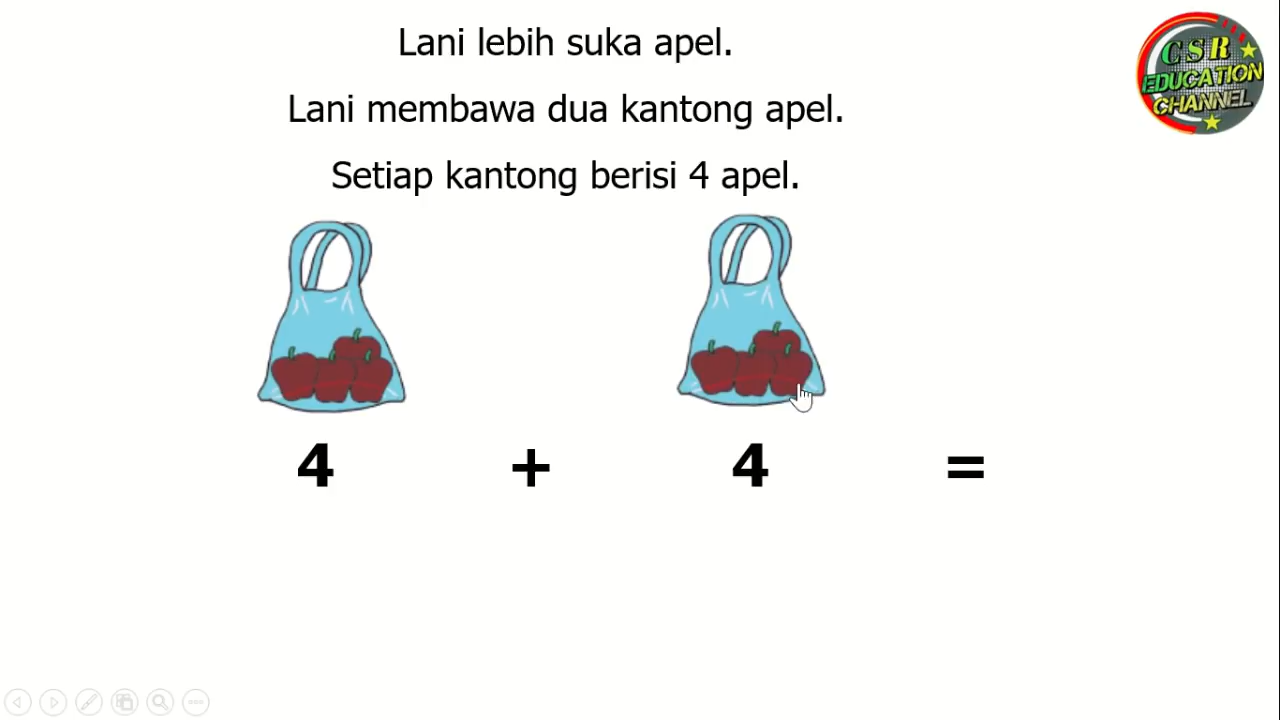 Lani lebih suka apel.
Lani membawa dua kantong apel.
Setiap kantong berisi 4 apel.
4 + 4 =
CSR
EDUCATION
CHANNEL